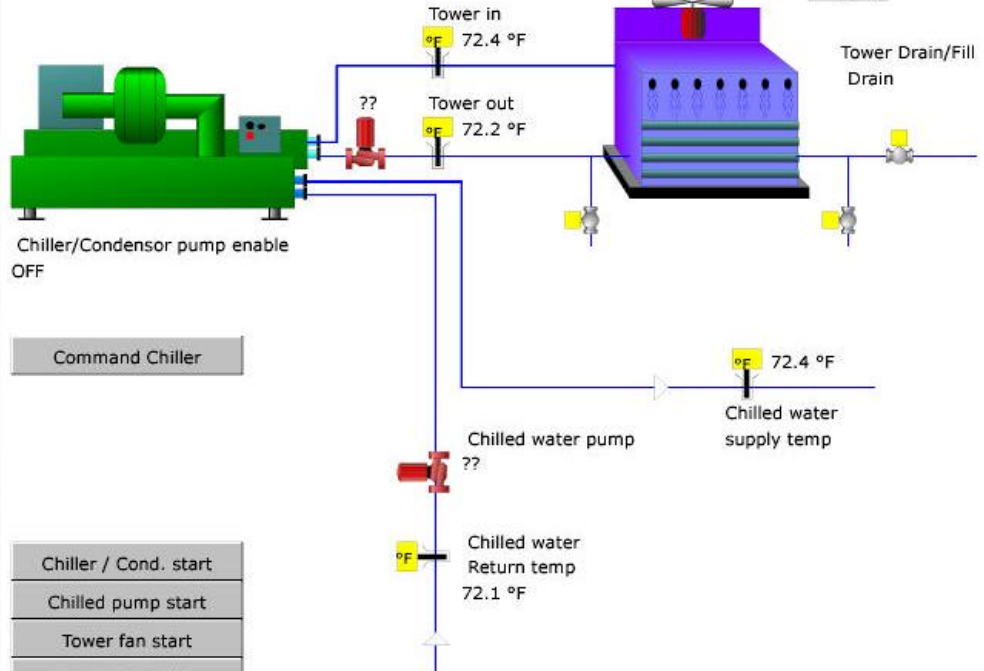 Tower in
°F 72.4 °F
Tower Drain/Fill
Drain
??
Tower out
°F 72.2 °F
Chiller/Condensor pump enable
OFF
Command Chiller
°F 72.4 °F
Chilled water
supply temp
Chilled water pump
??
Chilled water
°F Return temp
72.1 °F
Chiller / Cond. start
Chilled pump start
Tower fan start